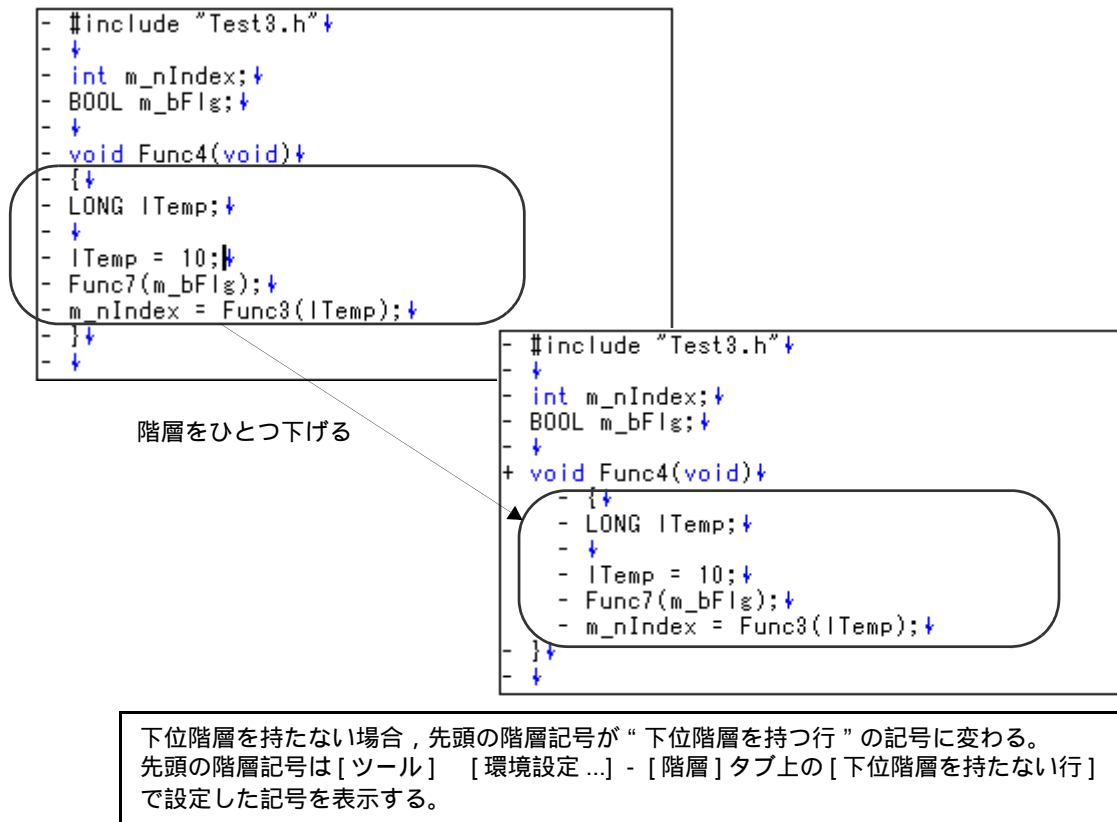 - #include "Test3.h"↓
- ↓
- int m_nIndex;↓
- BOOL m_bFlg;↓
- ↓
- void Func4(void)↓
- {↓
- LONG lTemp;↓
- ↓
- lTemp = 10;↓
- Func7(m_bFlg);↓
- m_nIndex = Func3(lTemp);↓
- }↓
- ↓
階層をひとつ下げる
- #include "Test3.h"↓
- ↓
- int m_nIndex;↓
- BOOL m_bFlg;↓
- ↓
+ void Func4(void)↓
- {↓
- LONG lTemp;↓
- ↓
- lTemp = 10;↓
- Func7(m_bFlg);↓
- m_nIndex = Func3(lTemp);↓
- }↓
- ↓
下位階層を持たない場合，先頭の階層記号が“下位階層を持つ行”の記号に変わる。
先頭の階層記号は[ツール] [環境設定...] - [階層]タブ上の[下位階層を持たない行]
で設定した記号を表示する。